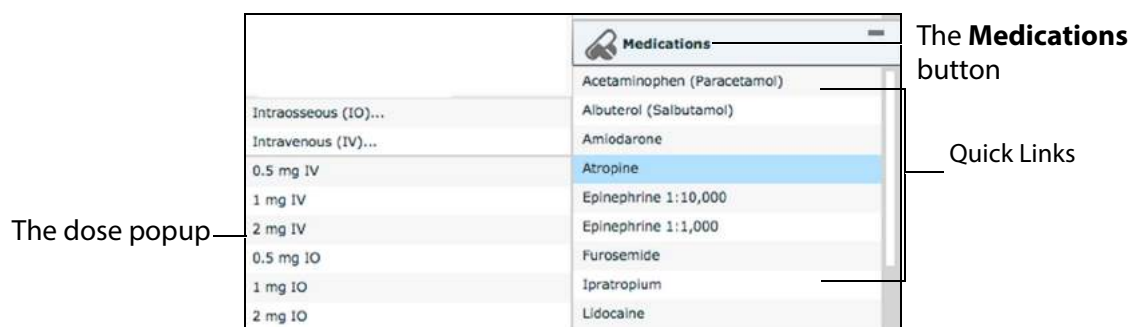 Medications
The Medications
button
Acetaminophen (Paracetamol)
Intraosseous (IO)...
Albuterol (Salbutamol)
Intravenous (IV)...
Amiodarone
0.5 mg IV
Atropine
Quick Links
1 mg IV
Epinephrine 1:10,000
The dose popup
2 mg IV
Epinephrine 1:1,000
0.5 mg IO
Furosemide
1 mg IO
Ipratropium
2 mg IO
Lidocaine